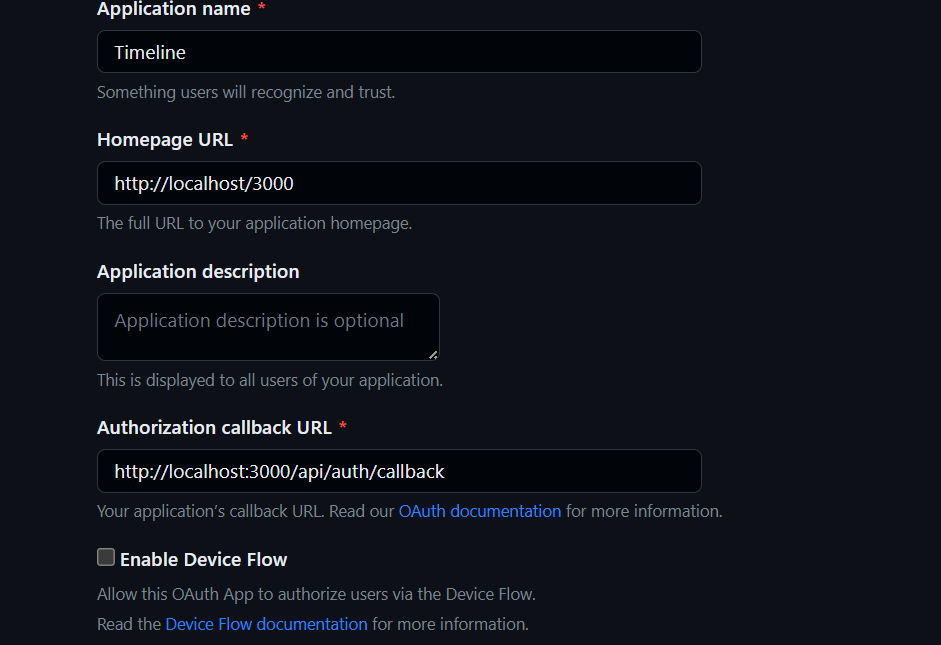 Application name *
Timeline
Something users will recognize and trust.
Homepage URL *
http://localhost/3000
The full URL to your application homepage.
Application description
Application description is optional
This is displayed to all users of your application.
Authorization callback URL *
http://localhost:3000/api/auth/callback
Your application's callback URL. Read our OAuth documentation for more information.
Enable Device Flow
Allow this OAuth App to authorize users via the Device Flow.
Read the Device Flow documentation for more information.